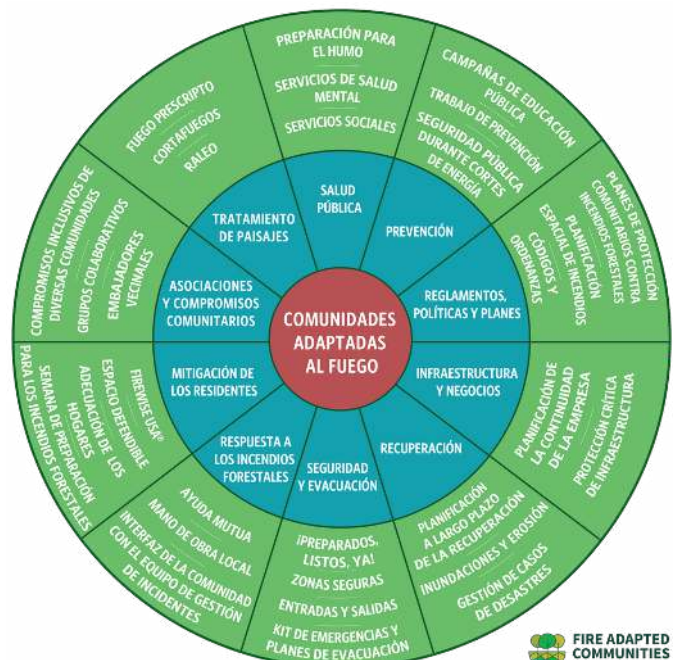 COMUNIDADES
ADAPTADAS
AL FUEGO
SALUD
PÚBLICA
PREPARACIÓN PARA
EL HUMO
SERVICIOS DE SALUD
MENTAL
SERVICIOS SOCIALES
PREVENCIÓN
CAMPAÑAS DE EDUCACIÓN
PÚBLICA
TRABAJO DE PREVENCIÓN
SEGURIDAD PÚBLICA
DURANTE CORTES
DE ENERGÍA
REGLAMENTOS,
POLÍTICAS Y PLANES
PLANES DE PROTECCIÓN
COMUNITARIOS CONTRA
INCENDIOS FORESTALES
PLANIFICACIÓN
ESPACIAL DE INCENDIOS
CÓDIGOS Y
ORDENANZAS
INFRAESTRUCTURA
Y NEGOCIOS
PLANIFICACIÓN DE
LA CONTINUIDAD
DE LA EMPRESA
PROTECCIÓN CRÍTICA
DE INFRAESTRUCTURA
RECUPERACIÓN
PLANIFICACIÓN
A LARGO PLAZO
DE LA RECUPERACIÓN
INUNDACIONES Y EROSIÓN
GESTIÓN DE CASOS
DE DESASTRES
SEGURIDAD
Y EVACUACIÓN
¡PREPARADOS,
LISTOS, YA!
ZONAS SEGURAS
ENTRADAS Y SALIDAS
KIT DE EMERGENCIAS Y
PLANES DE EVACUACIÓN
RESPUESTA A
LOS INCENDIOS
FORESTALES
AYUDA MUTUA
MANO DE OBRA LOCAL
INTERFAZ DE LA COMUNIDAD
CON EL EQUIPO DE GESTIÓN
DE INCIDENTES
MITIGACIÓN DE
LOS RESIDENTES
FIREWISE USA®
ESPACIO DEFENDIBLE
ADECUACIÓN DE LOS
HOGARES
SEMANA DE PREPARACIÓN
PARA LOS INCENDIOS FORESTALES
ASOCIACIONES
Y COMPROMISOS
COMUNITARIOS
COMPROMISOS INCLUSIVOS DE
DIVERSAS COMUNIDADES
GRUPOS COLABORATIVOS
EMBAJADORES
VECINALES
TRATAMIENTO
DE PAISAJES
FUEGO PRESCRIPTO
CORTAFUEGOS
RALEO
FIRE ADAPTED
COMMUNITIES